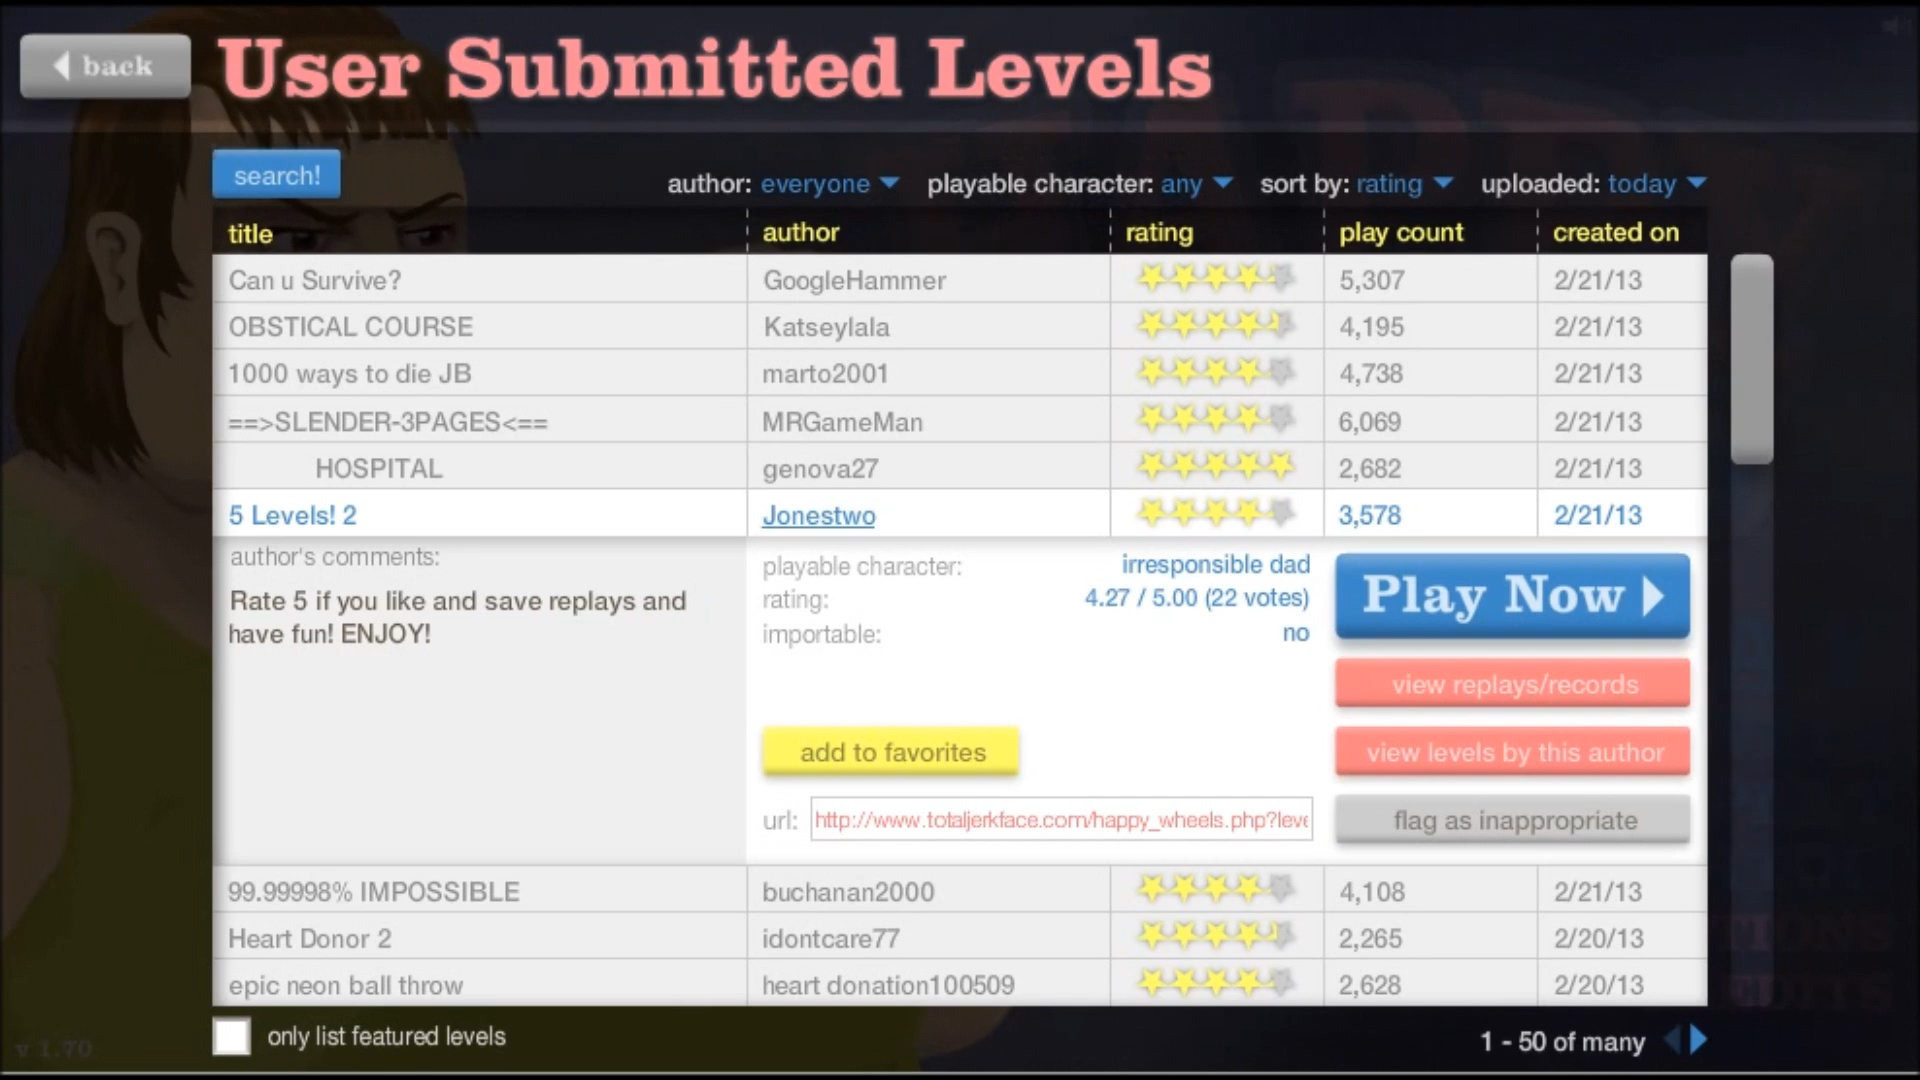 back
User Submitted Levels
search!
author: everyone playable character: any sort by: rating uploaded: today
title author rating play count created on
Can u Survive? GoogleHammer 5,307 2/21/13
OBSTICAL COURSE Katseylala 4,195 2/21/13
1000 ways to die JB marto2001 4,738 2/21/13
==>SLENDER-3PAGES<== MRGameMan 6,069 2/21/13
HOSPITAL genova27 2,682 2/21/13
5 Levels! 2 Jonestwo 3,578 2/21/13
author's comments:
Rate 5 if you like and save replays and
have fun! ENJOY!
playable character: irresponsible dad
rating: 4.27 / 5.00 (22 votes)
importable: no
add to favorites
url: http://www.totaljerkface.com/happy_wheels.php?leve
Play Now
view replays/records
view levels by this author
flag as inappropriate
99.99998% IMPOSSIBLE buchanan2000 4,108 2/21/13
Heart Donor 2 idontcare77 2,265 2/20/13
epic neon ball throw heart donation100509 2,628 2/20/13
only list featured levels
1 - 50 of many
v 1.70